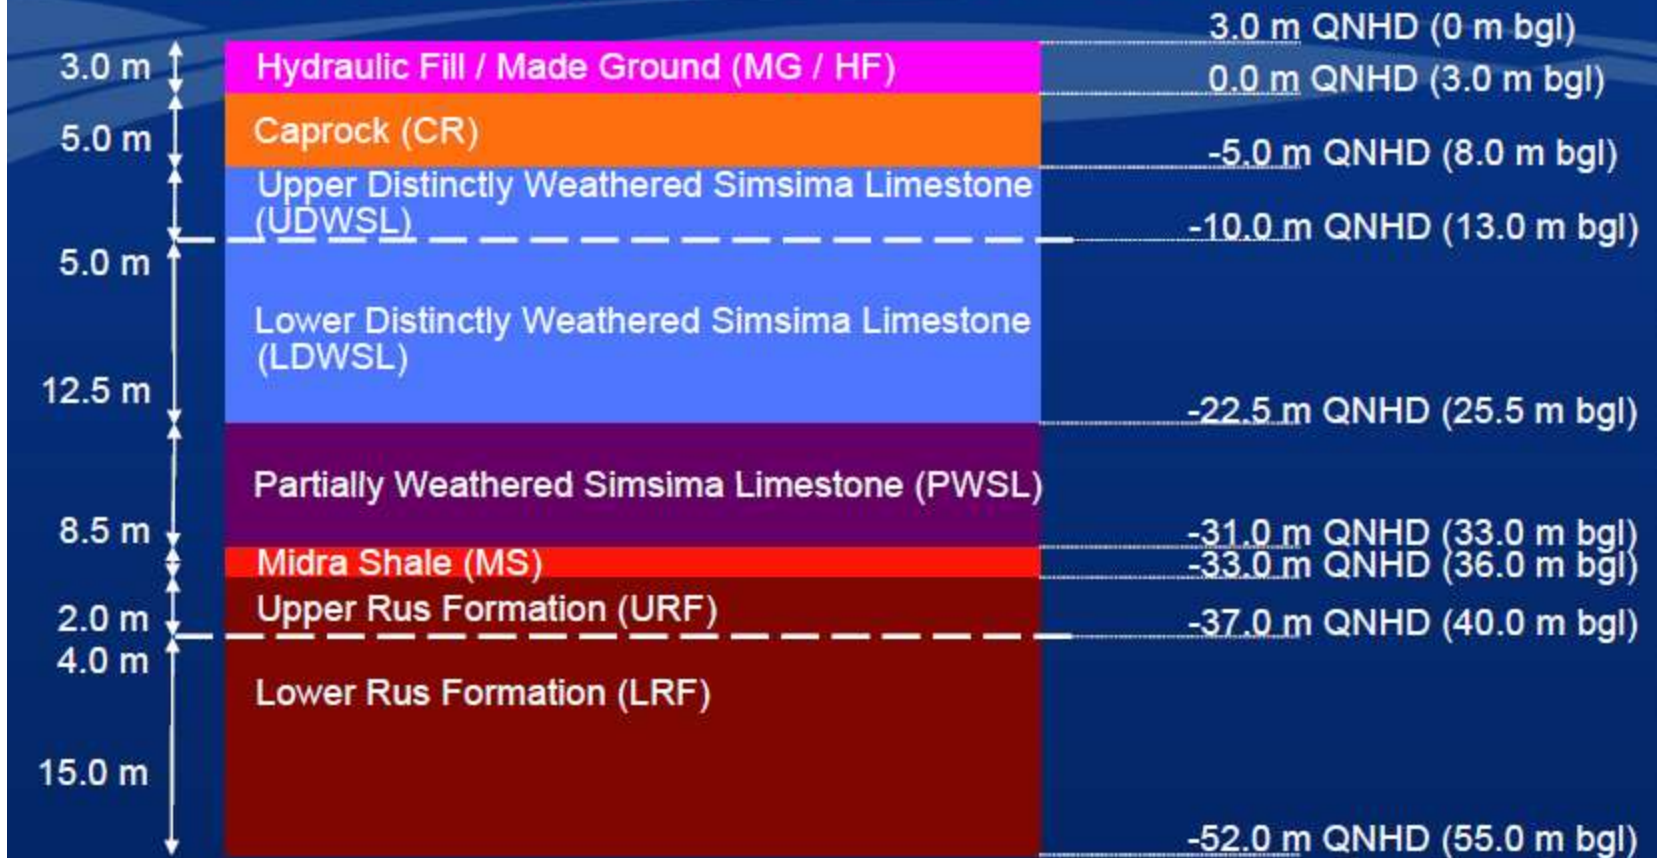 3.0 m QNHD (0 m bgl)
3.0 m
Hydraulic Fill / Made Ground (MG / HF)
0.0 m QNHD (3.0 m bgl)
5.0 m
Caprock (CR)
-5.0 m QNHD (8.0 m bgl)
Upper Distinctly Weathered Simsima Limestone
(UDWSL)
-10.0 m QNHD (13.0 m bgl)
5.0 m
Lower Distinctly Weathered Simsima Limestone
(LDWSL)
12.5 m
-22.5 m QNHD (25.5 m bgl)
Partially Weathered Simsima Limestone (PWSL)
8.5 m
-31.0 m QNHD (33.0 m bgl)
Midra Shale (MS)
-33.0 m QNHD (36.0 m bgl)
Upper Rus Formation (URF)
2.0 m
-37.0 m QNHD (40.0 m bgl)
4.0 m
Lower Rus Formation (LRF)
15.0 m
-52.0 m QNHD (55.0 m bgl)